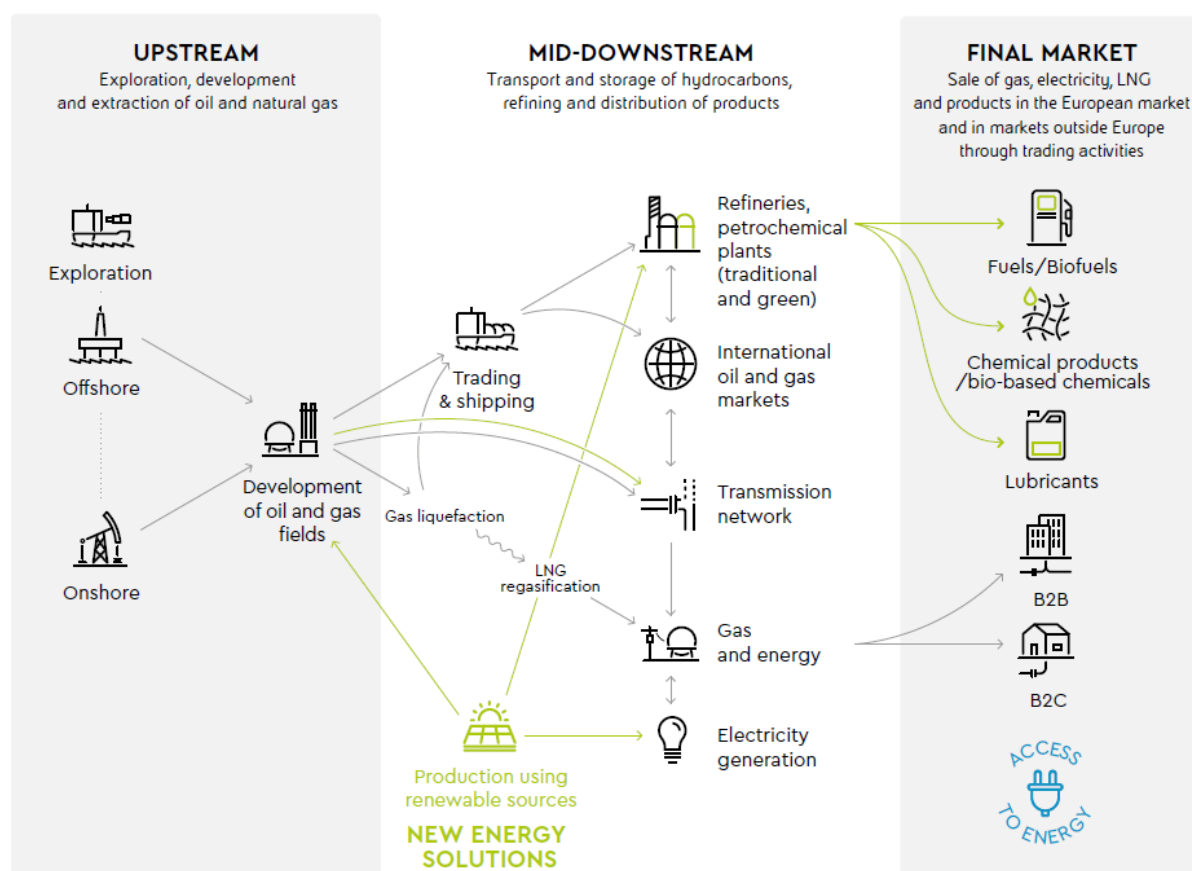 UPSTREAM
Exploration, development
and extraction of oil and natural gas
Exploration
Offshore
Onshore
Development
of oil and gas
fields
MID-DOWNSTREAM
Transport and storage of hydrocarbons,
refining and distribution of products
Trading
& shipping
Gas liquefaction
LNG
regasification
Refineries,
petrochemical
plants
(traditional
and green)
International
oil and gas
markets
Transmission
network
Gas
and energy
Electricity
generation
Production using
renewable sources
NEW ENERGY
SOLUTIONS
FINAL MARKET
Sale of gas, electricity, LNG
and products in the European market
and in markets outside Europe
through trading activities
Fuels/Biofuels
Chemical products
/bio-based chemicals
Lubricants
B2B
B2C
ACCESS
TO ENERGY